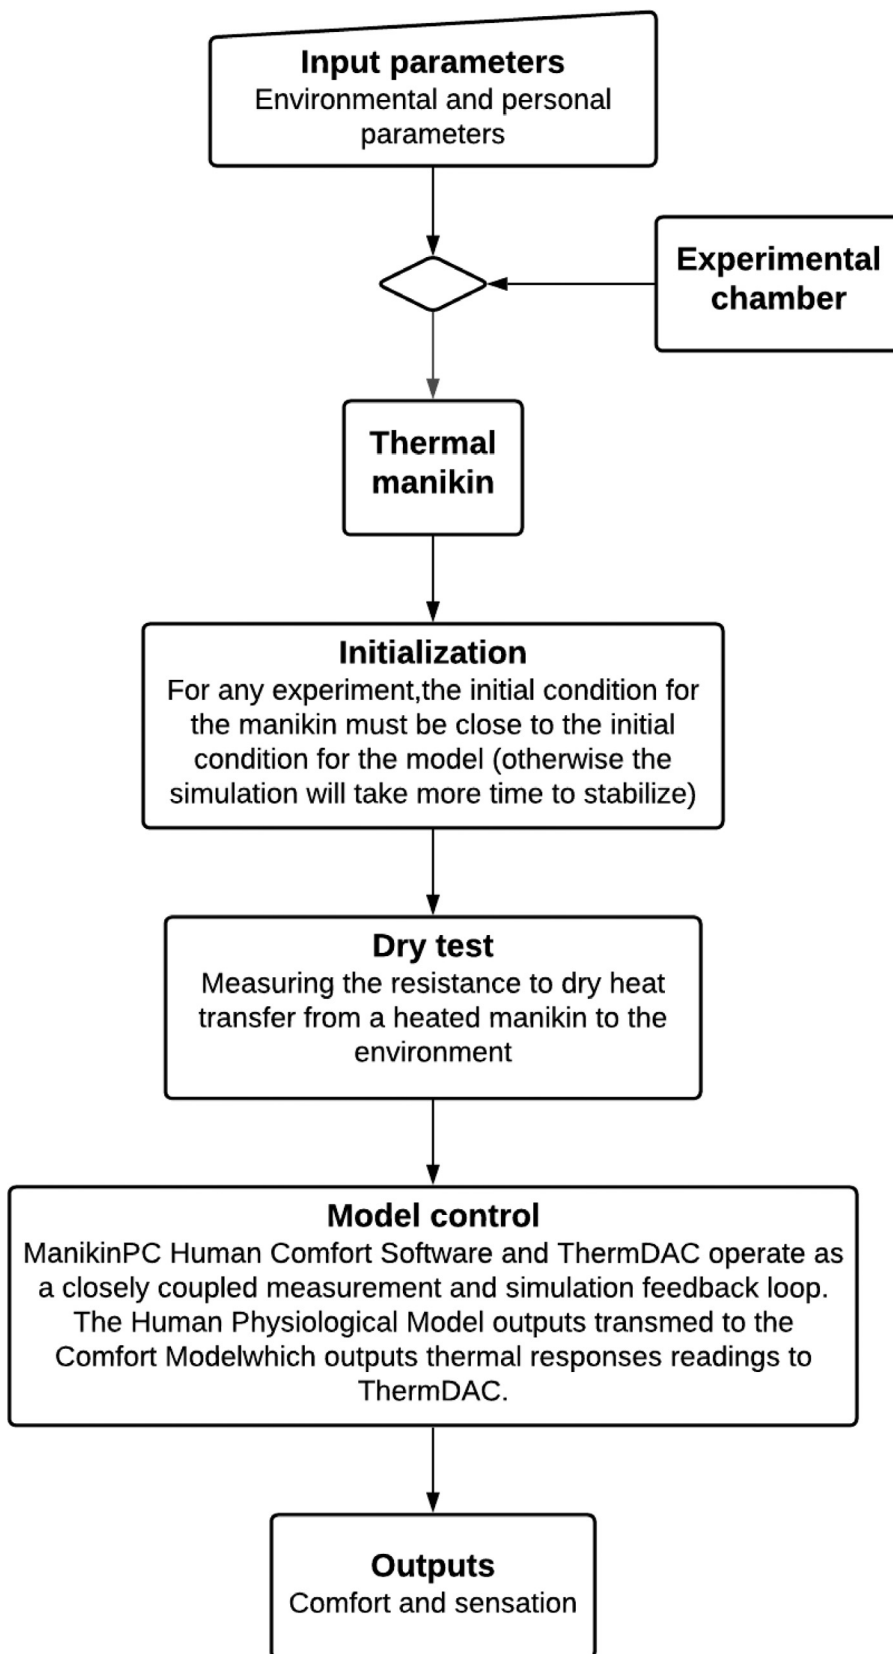 Input parameters
Environmental and personal
parameters
Experimental
chamber
Thermal
manikin
Initialization
For any experiment,the initial condition for
the manikin must be close to the initial
condition for the model (otherwise the
simulation will take more time to stabilize)
Dry test
Measuring the resistance to dry heat
transfer from a heated manikin to the
environment
Model control
ManikinPC Human Comfort Software and ThermDAC operate as
a closely coupled measurement and simulation feedback loop.
The Human Physiological Model outputs transmed to the
Comfort Modelwhich outputs thermal responses readings to
ThermDAC.
Outputs
Comfort and sensation